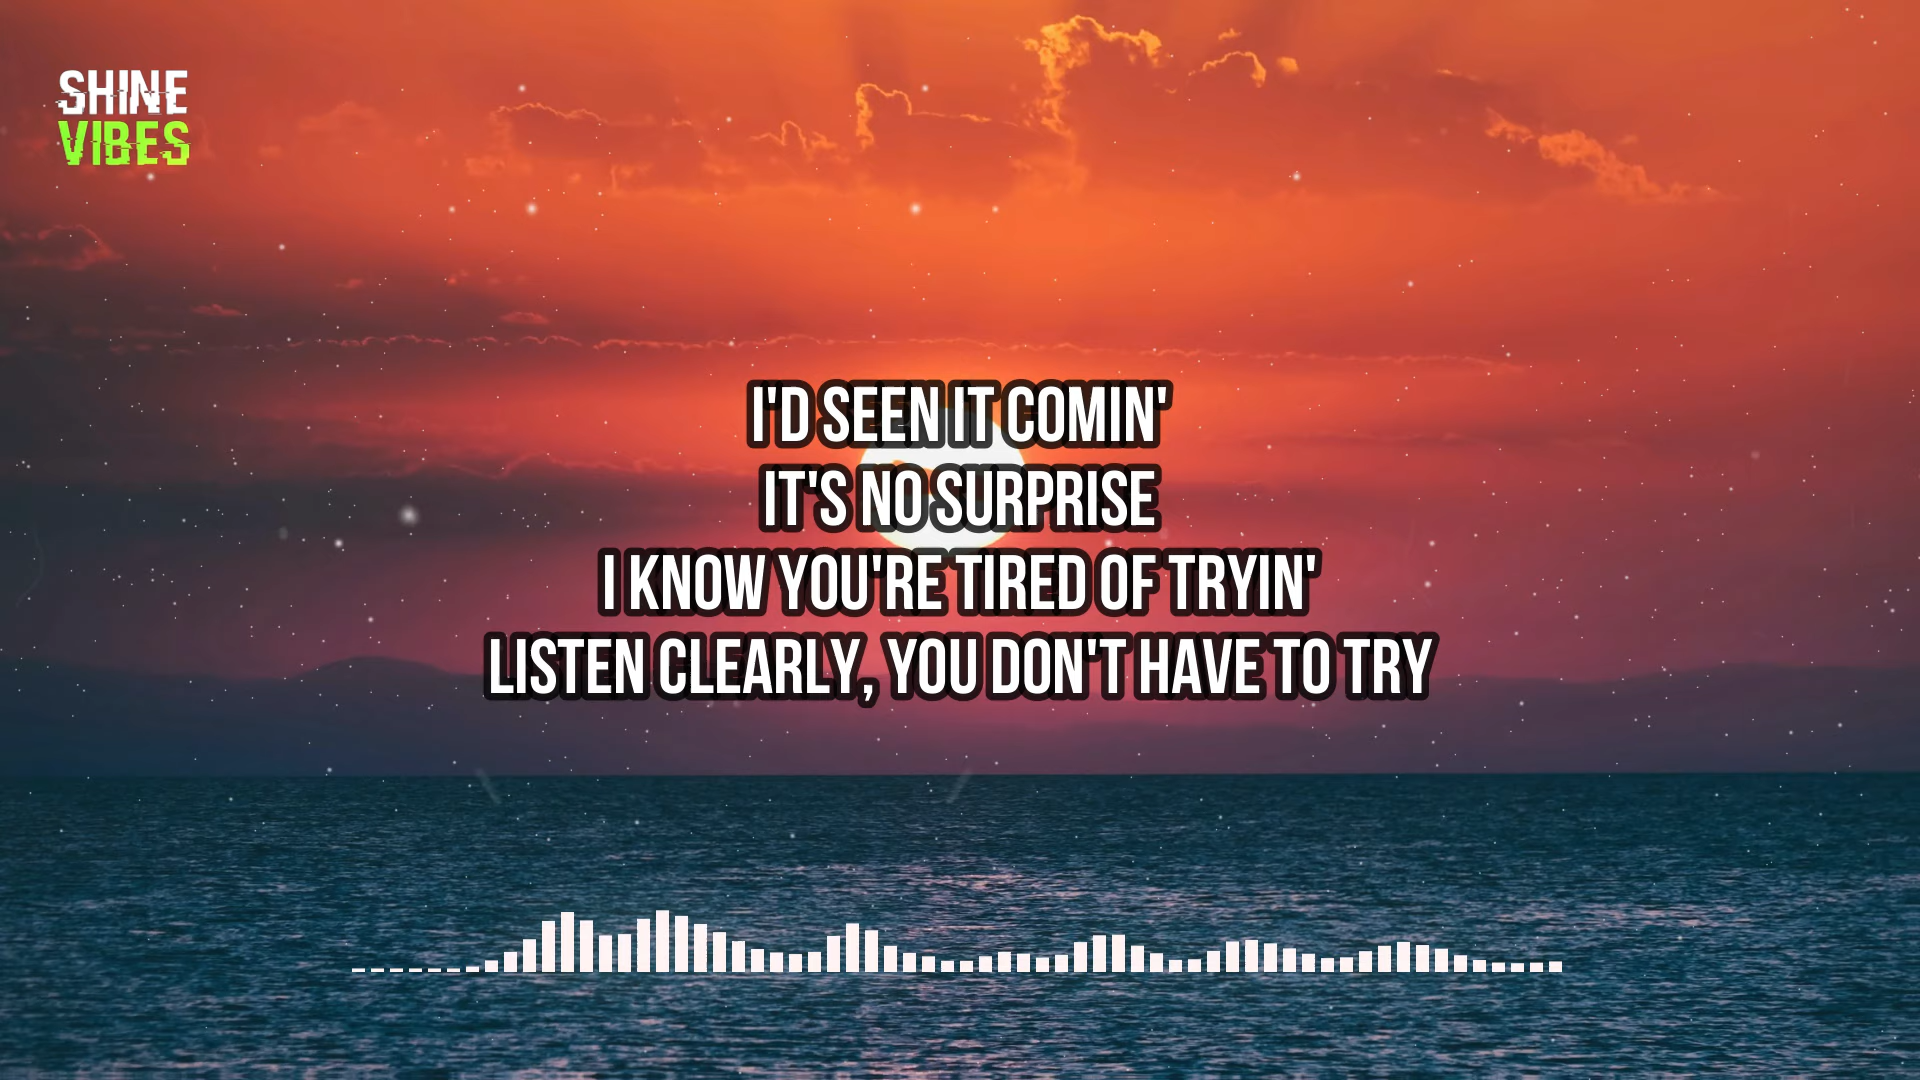 SHINE
VIBES
I'D SEEN IT COMIN'
IT'S NO SURPRISE
I KNOW YOU'RE TIRED OF TRYIN'
LISTEN CLEARLY, YOU DON'T HAVE TO TRY